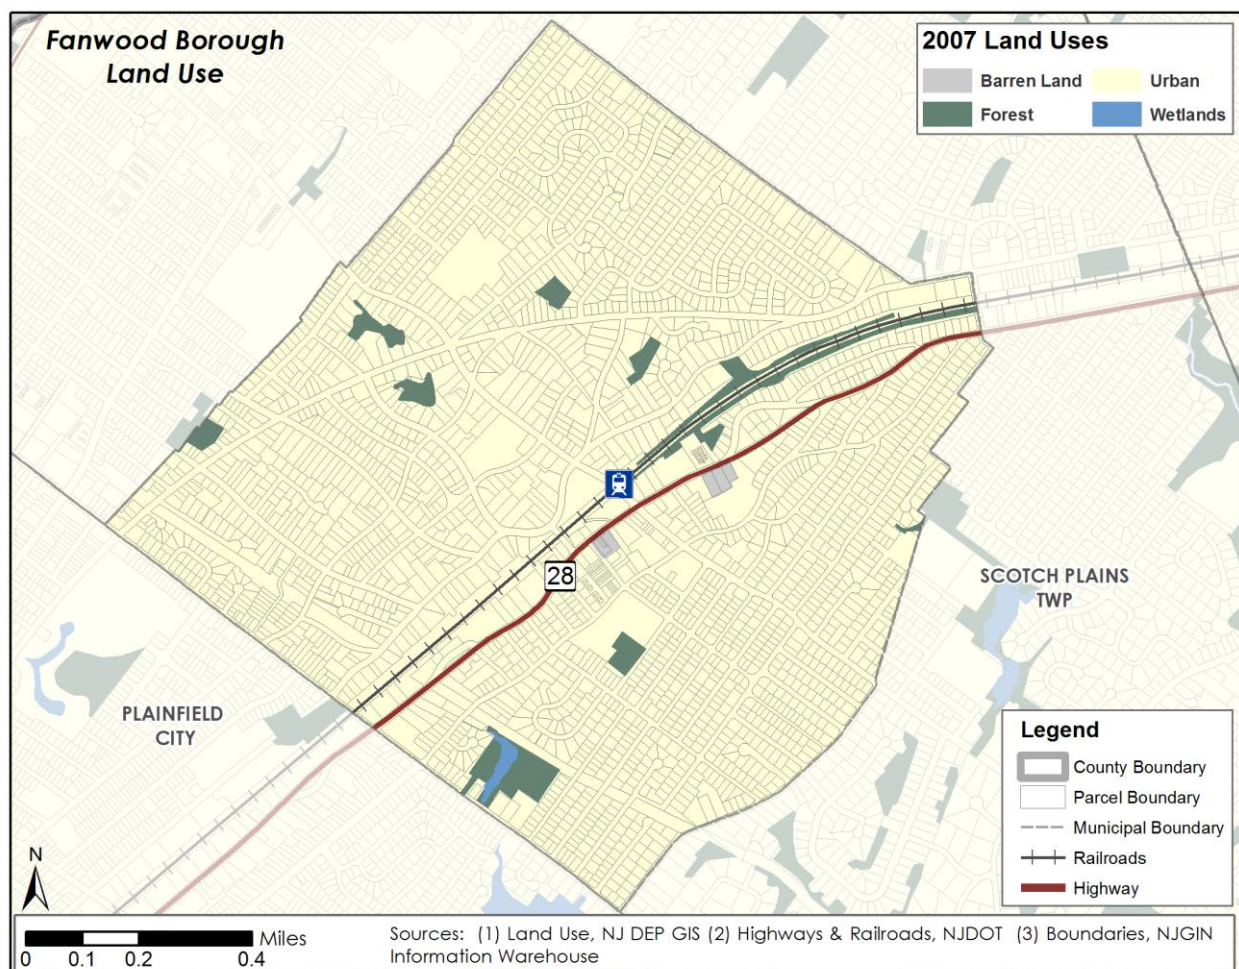 Fanwood Borough
Land Use
2007 Land Uses
Barren Land
Urban
Forest
Wetlands
28
SCOTCH PLAINS
TWP
PLAINFIELD
CITY
Legend
County Boundary
Parcel Boundary
Municipal Boundary
Railroads
Highway
N
Miles
0 0.1 0.2 0.4
Sources: (1) Land Use, NJ DEP GIS (2) Highways & Railroads, NJDOT (3) Boundaries, NJGIN
Information Warehouse